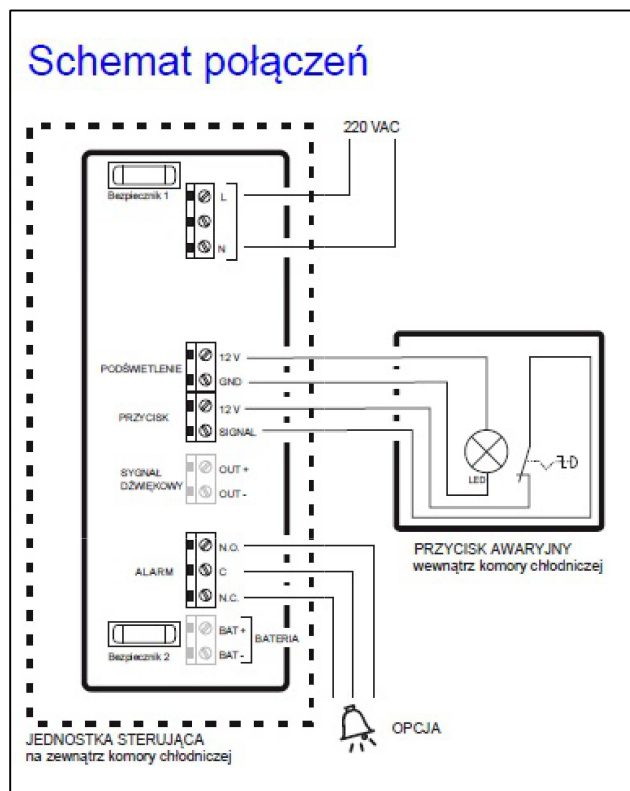 Schemat połączeń
220 VAC
Bezpiecznik 1
L
N
PODŚWIETLENIE
12 V
GND
PRZYCISK
12 V
SIGNAL
SYGNAŁ
DŹWIĘKOWY
OUT +
OUT -
LED
PRZYCISK AWARYJNY
wewnątrz komory chłodniczej
ALARM
N.O.
C
N.C.
BAT +
BAT -
BATERIA
Bezpiecznik 2
OPCJA
JEDNOSTKA STERUJĄCA
na zewnątrz komory chłodniczej